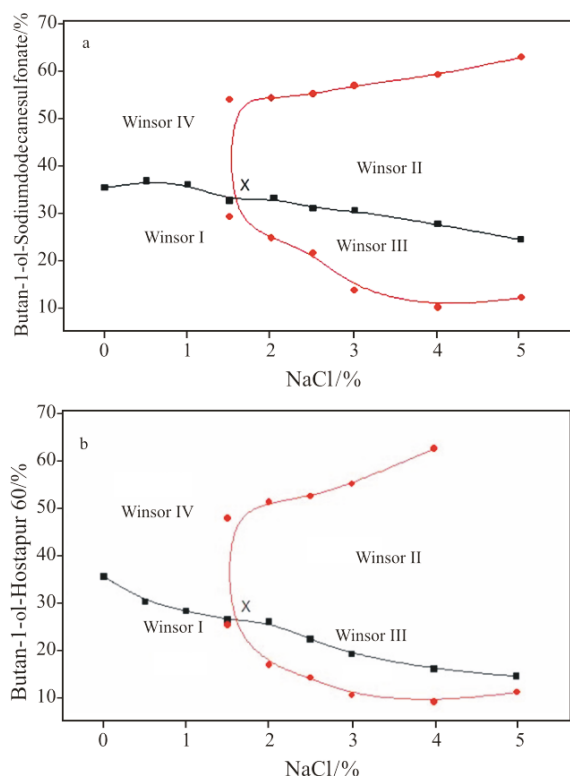 a
Butan-1-ol-Sodiumdodecanesulfonate/%
70
60
50
40
30
20
10
Winsor IV
Winsor II
X
Winsor I
Winsor III
0 1 2 3 4 5
NaCl/%
b
Butan-1-ol-Hostapur 60/%
70
60
50
40
30
20
10
Winsor IV
Winsor II
X
Winsor I
Winsor III
0 1 2 3 4 5
NaCl/%